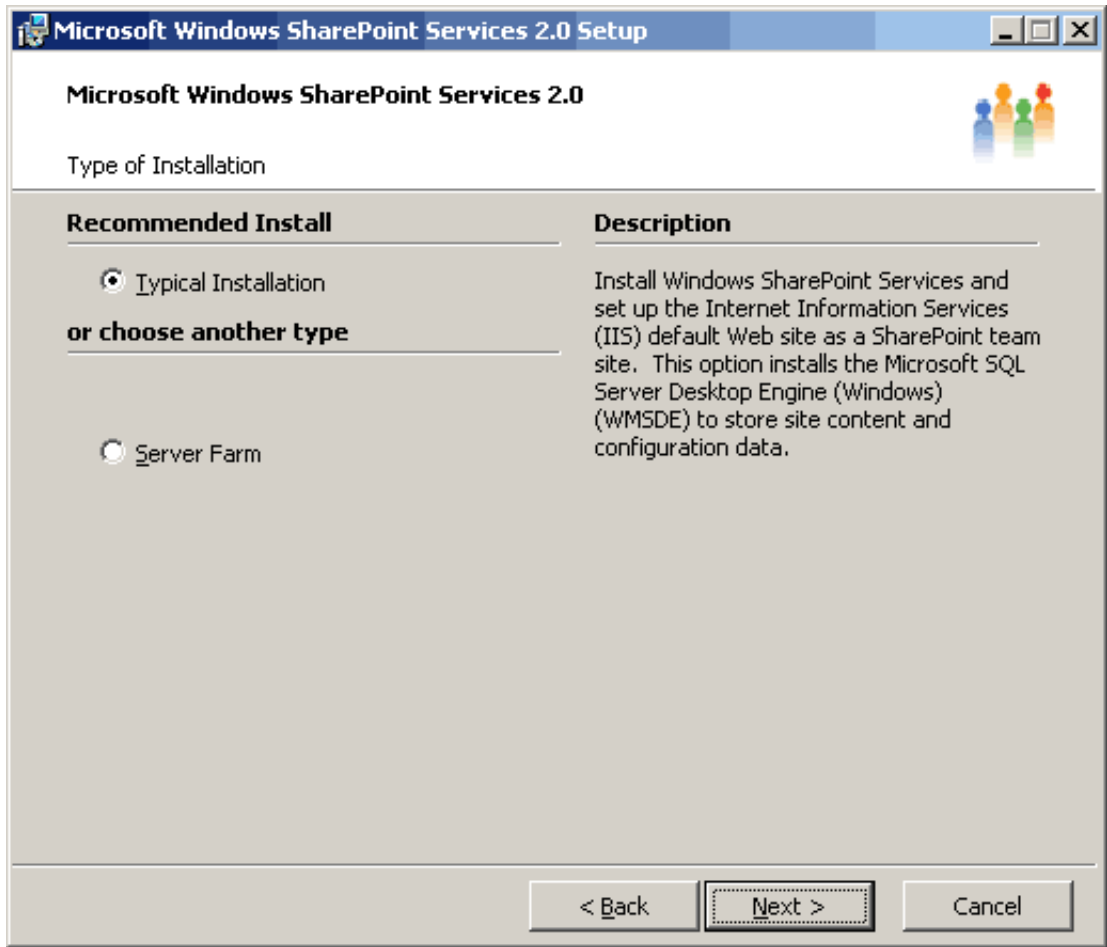 Microsoft Windows SharePoint Services 2.0 Setup
Microsoft Windows SharePoint Services 2.0
Type of Installation
Recommended Install
Typical Installation
or choose another type
Server Farm
Description
Install Windows SharePoint Services and
set up the Internet Information Services
(IIS) default Web site as a SharePoint team
site.  This option installs the Microsoft SQL
Server Desktop Engine (Windows)
(WMSDE) to store site content and
configuration data.
< Back
Next >
Cancel